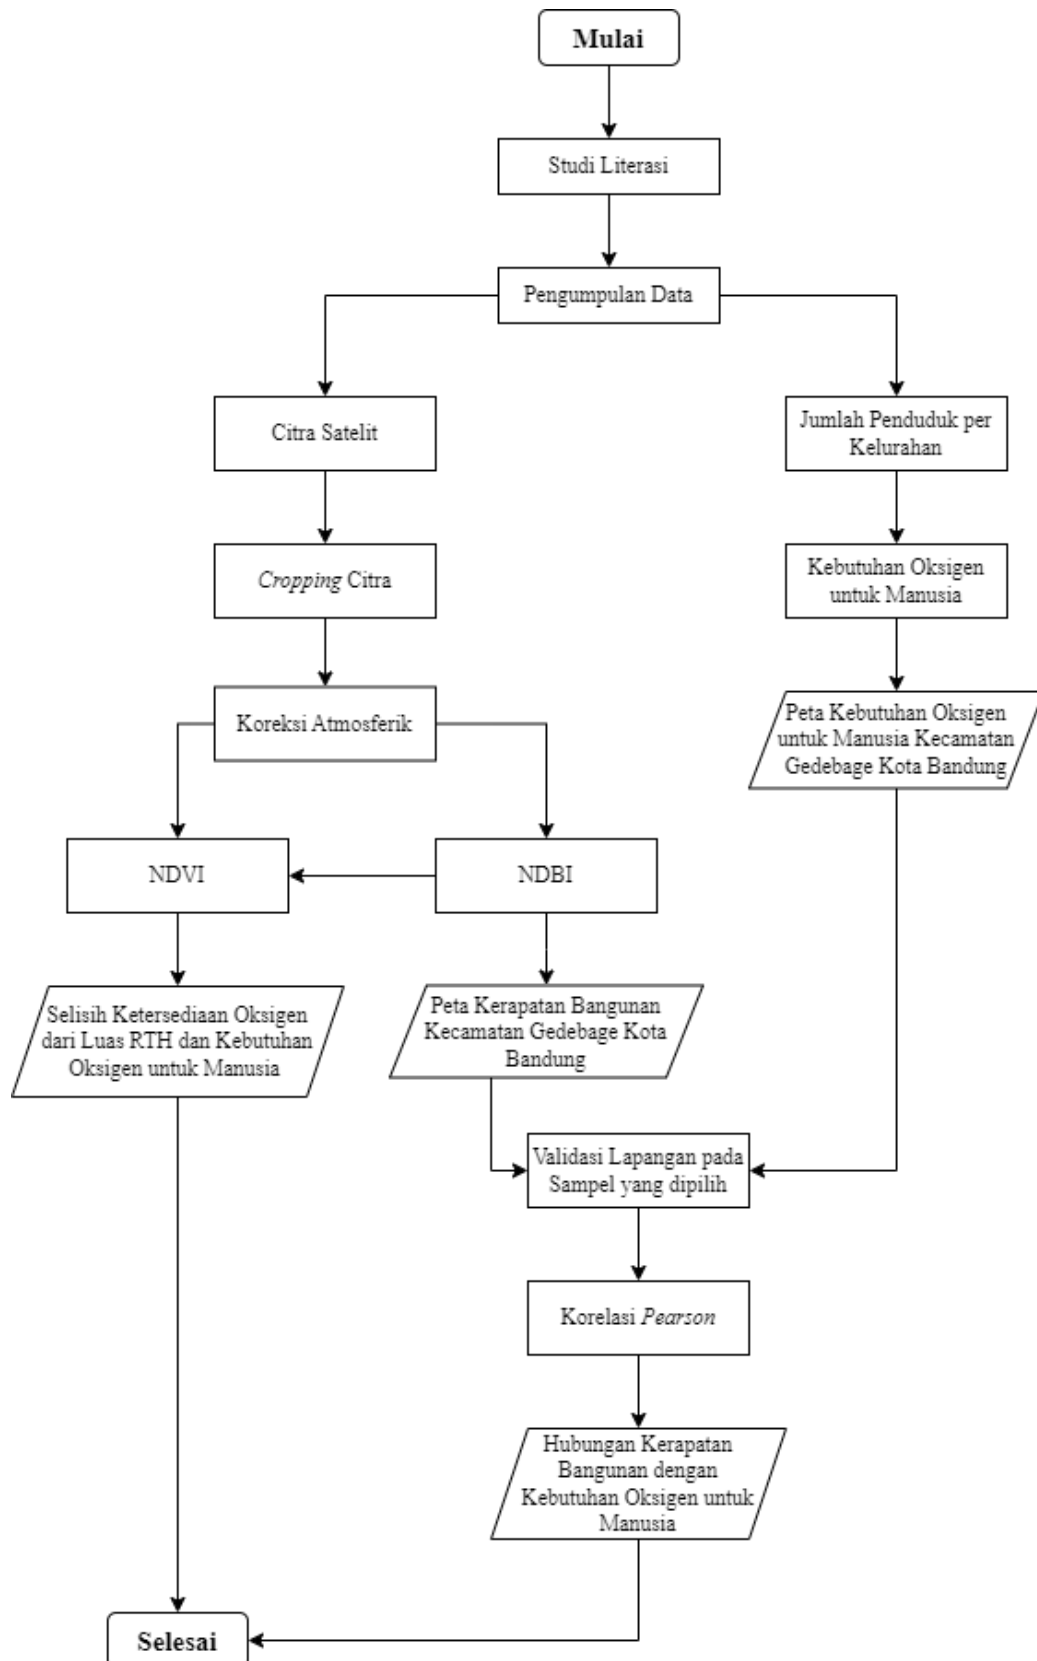 Mulai
Studi Literasi
Pengumpulan Data
Citra Satelit
Jumlah Penduduk per
Kelurahan
Cropping Citra
Kebutuhan Oksigen
untuk Manusia
Koreksi Atmosferik
Peta Kebutuhan Oksigen
untuk Manusia Kecamatan
Gedebage Kota Bandung
NDVI
NDBI
Selisih Ketersediaan Oksigen
dari Luas RTH dan Kebutuhan
Oksigen untuk Manusia
Peta Kerapatan Bangunan
Kecamatan Gedebage Kota
Bandung
Validasi Lapangan pada
Sampel yang dipilih
Korelasi Pearson
Hubungan Kerapatan
Bangunan dengan
Kebutuhan Oksigen untuk
Manusia
Selesai